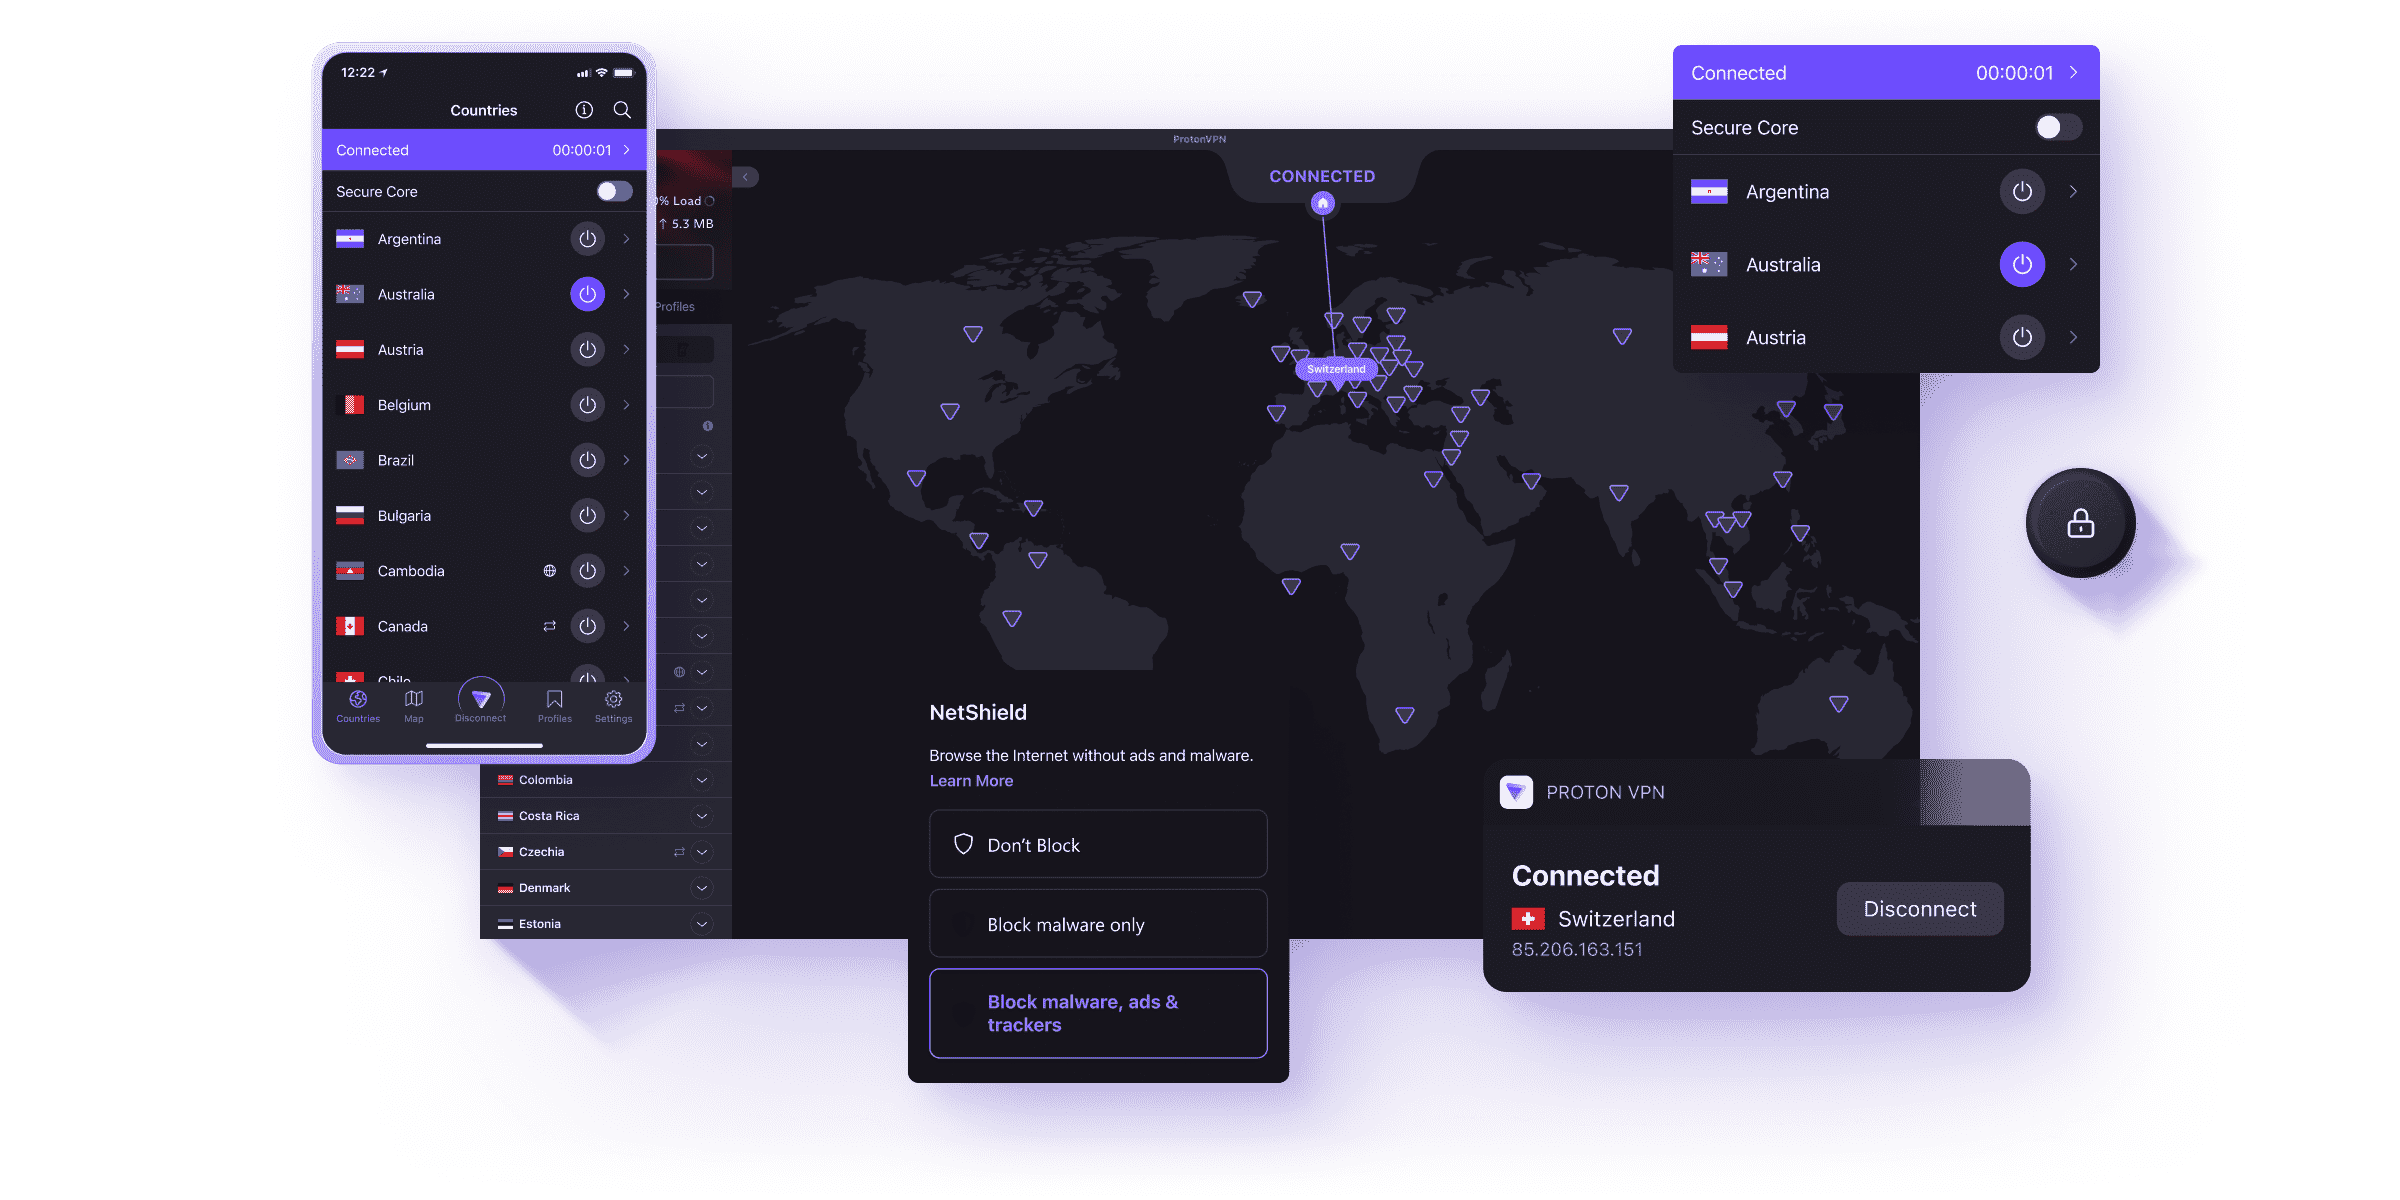 12:22
Countries
Connected 00:00:01
Secure Core
Argentina
Australia
Austria
Belgium
Brazil
Bulgaria
Cambodia
Canada
Chile
Countries Map Disconnect Profiles Settings
ProtonVPN
% Load
↑ 5.3 MB
Profiles
Colombia
Costa Rica
Czechia
Denmark
Estonia
CONNECTED
Switzerland
NetShield
Browse the Internet without ads and malware.
Learn More
Don't Block
Block malware only
Block malware, ads &
trackers
Connected 00:00:01
Secure Core
Argentina
Australia
Austria
PROTON VPN
Connected
Switzerland
85.206.163.151
Disconnect